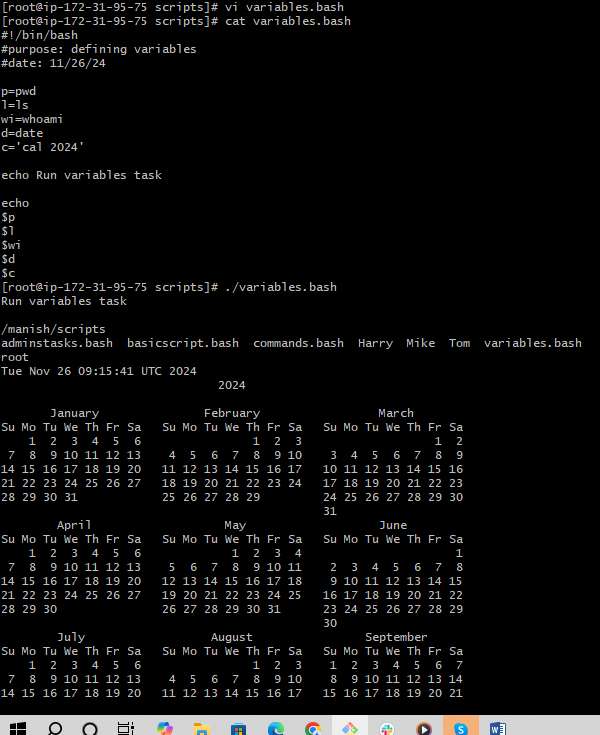 [root@ip-172-31-95-75 scripts]# vi variables.bash
[root@ip-172-31-95-75 scripts]# cat variables.bash
#!/bin/bash
#purpose: defining variables
#date: 11/26/24

p=pwd
l=ls
wi=whoami
d=date
c='cal 2024'

echo Run variables task

echo
$p
$l
$wi
$d
$c
[root@ip-172-31-95-75 scripts]# ./variables.bash
Run variables task

/manish/scripts
adminstasks.bash  basicscript.bash  commands.bash  Harry  Mike  Tom  variables.bash
root
Tue Nov 26 09:15:41 UTC 2024
                               2024

       January               February                 March
Su Mo Tu We Th Fr Sa   Su Mo Tu We Th Fr Sa   Su Mo Tu We Th Fr Sa
    1  2  3  4  5  6                1  2  3                   1  2
 7  8  9 10 11 12 13    4  5  6  7  8  9 10    3  4  5  6  7  8  9
14 15 16 17 18 19 20   11 12 13 14 15 16 17   10 11 12 13 14 15 16
21 22 23 24 25 26 27   18 19 20 21 22 23 24   17 18 19 20 21 22 23
28 29 30 31            25 26 27 28 29         24 25 26 27 28 29 30
                                              31
        April                   May                   June
Su Mo Tu We Th Fr Sa   Su Mo Tu We Th Fr Sa   Su Mo Tu We Th Fr Sa
    1  2  3  4  5  6             1  2  3  4                      1
 7  8  9 10 11 12 13    5  6  7  8  9 10 11    2  3  4  5  6  7  8
14 15 16 17 18 19 20   12 13 14 15 16 17 18    9 10 11 12 13 14 15
21 22 23 24 25 26 27   19 20 21 22 23 24 25   16 17 18 19 20 21 22
28 29 30               26 27 28 29 30 31      23 24 25 26 27 28 29
                                              30
        July                  August                September
Su Mo Tu We Th Fr Sa   Su Mo Tu We Th Fr Sa   Su Mo Tu We Th Fr Sa
    1  2  3  4  5  6                1  2  3    1  2  3  4  5  6  7
 7  8  9 10 11 12 13    4  5  6  7  8  9 10    8  9 10 11 12 13 14
14 15 16 17 18 19 20   11 12 13 14 15 16 17   15 16 17 18 19 20 21